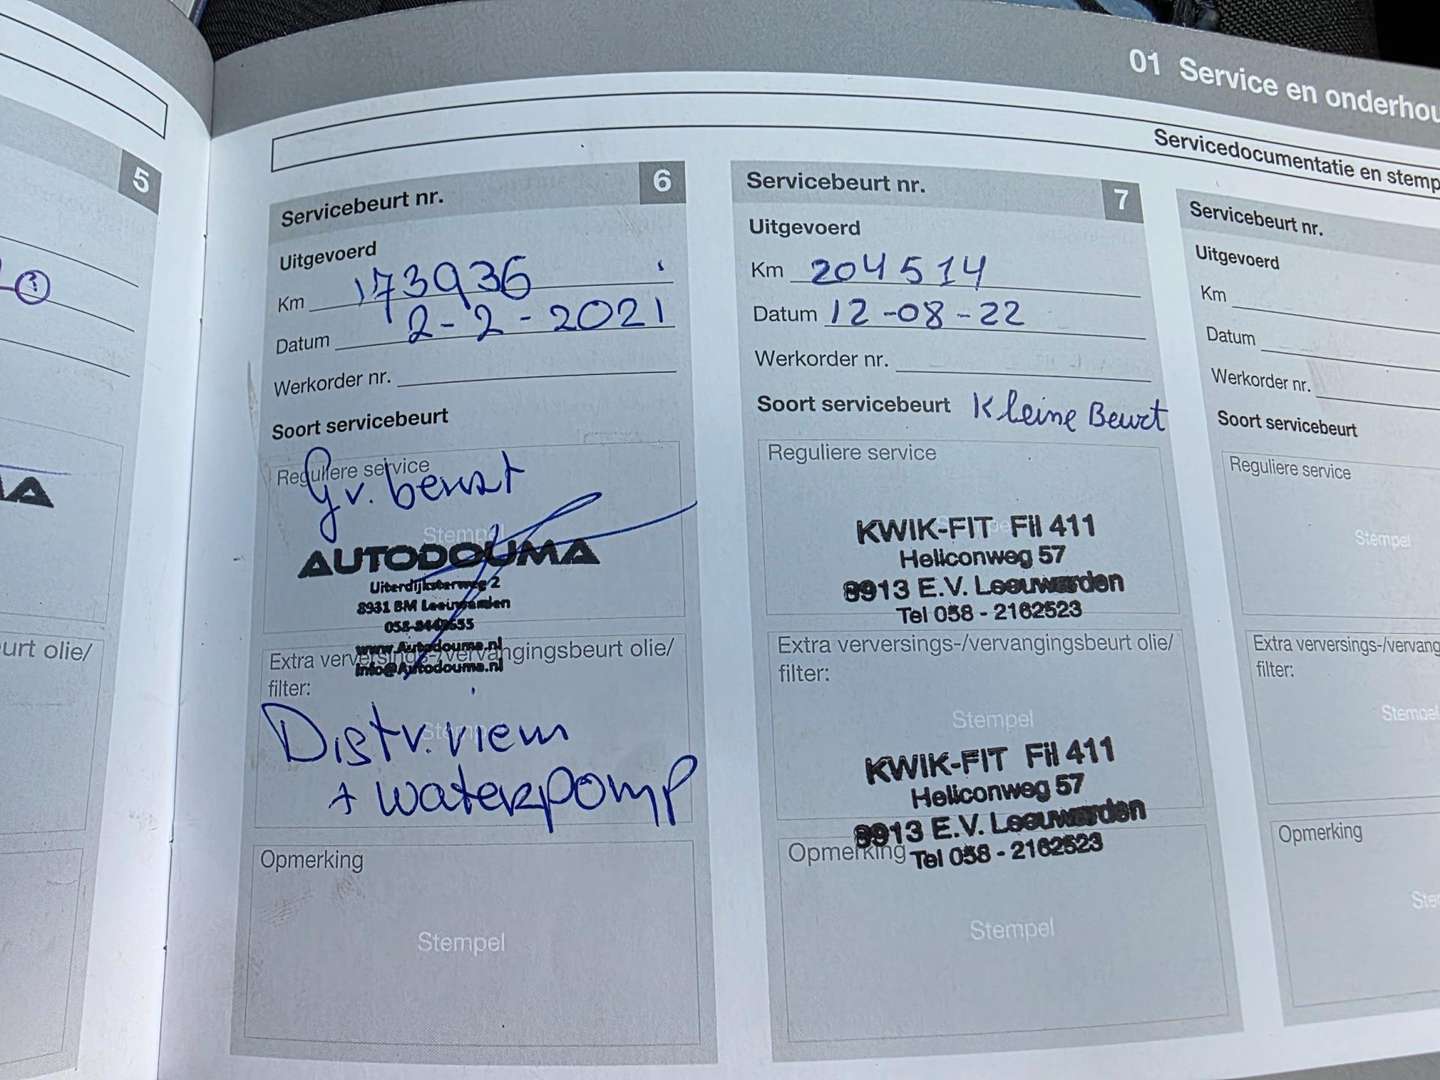 01 Service en onderhou
Servicedocumentatie en stemp
5
urt olie/
Servicebeurt nr. 6
Uitgevoerd
Km 173936
Datum 2-2-2021
Werkorder nr.
Soort servicebeurt
Reguliere service
Gr. beurt
Stempel
AUTODOUMA
Uiterdijksterweg 2
8931 BM Leeuwarden
www.Autodouma.nl
info@Autodouma.nl
Extra verversings-/vervangingsbeurt olie/
filter:
Distr.riem
+ waterpomp
Opmerking
Stempel
Servicebeurt nr. 7
Uitgevoerd
Km 204514
Datum 12-08-22
Werkorder nr.
Soort servicebeurt Kleine Beurt
Reguliere service
KWIK-FIT Fil 411
Heliconweg 57
8913 E.V. Leeuwarden
Tel 058 - 2162523
Extra verversings-/vervangingsbeurt olie/
filter:
Stempel
KWIK-FIT Fil 411
Heliconweg 57
8913 E.V. Leeuwarden
Tel 058 - 2162523
Opmerking
Stempel
Servicebeurt nr.
Uitgevoerd
Km
Datum
Werkorder nr.
Soort servicebeurt
Reguliere service
Stempel
Extra verversings-/vervang
filter:
Stempel
Opmerking
Ste